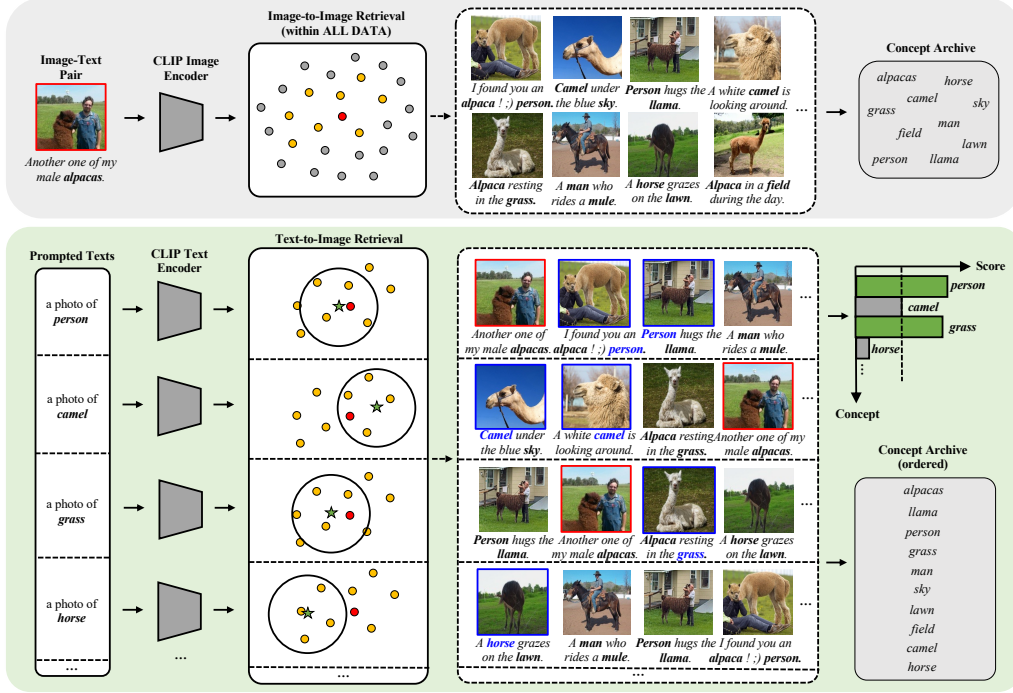 Image-to-Image Retrieval
(within ALL DATA)
Image-Text
Pair
CLIP Image
Encoder
Another one of my
male alpacas.
I found you an
alpaca ! ;) person.
Camel under
the blue sky.
Person hugs the
llama.
A white camel is
looking around.
...
Alpaca resting
in the grass.
A man who
rides a mule.
A horse grazes
on the lawn.
Alpaca in a field
during the day.
Concept Archive
alpacas
horse
camel
sky
grass
man
field
lawn
person
llama
Prompted Texts
CLIP Text
Encoder
Text-to-Image Retrieval
a photo of
person
a photo of
camel
a photo of
grass
a photo of
horse
...
...
...
Another one of
my male alpacas.
I found you an
alpaca ! ;) person.
Person hugs the
llama.
A man who
rides a mule.
...
Camel under
the blue sky.
A white camel is
looking around.
Alpaca resting
in the grass.
Another one of my
male alpacas.
...
Person hugs the
llama.
Another one of
my male alpacas.
Alpaca resting
in the grass.
A horse grazes
on the lawn.
...
A horse grazes
on the lawn.
A man who
rides a mule.
Person hugs the
llama.
I found you an
alpaca ! ;) person.
...
...
Score
person
camel
grass
horse
...
Concept
Concept Archive
(ordered)
alpacas
llama
person
grass
man
sky
lawn
field
camel
horse